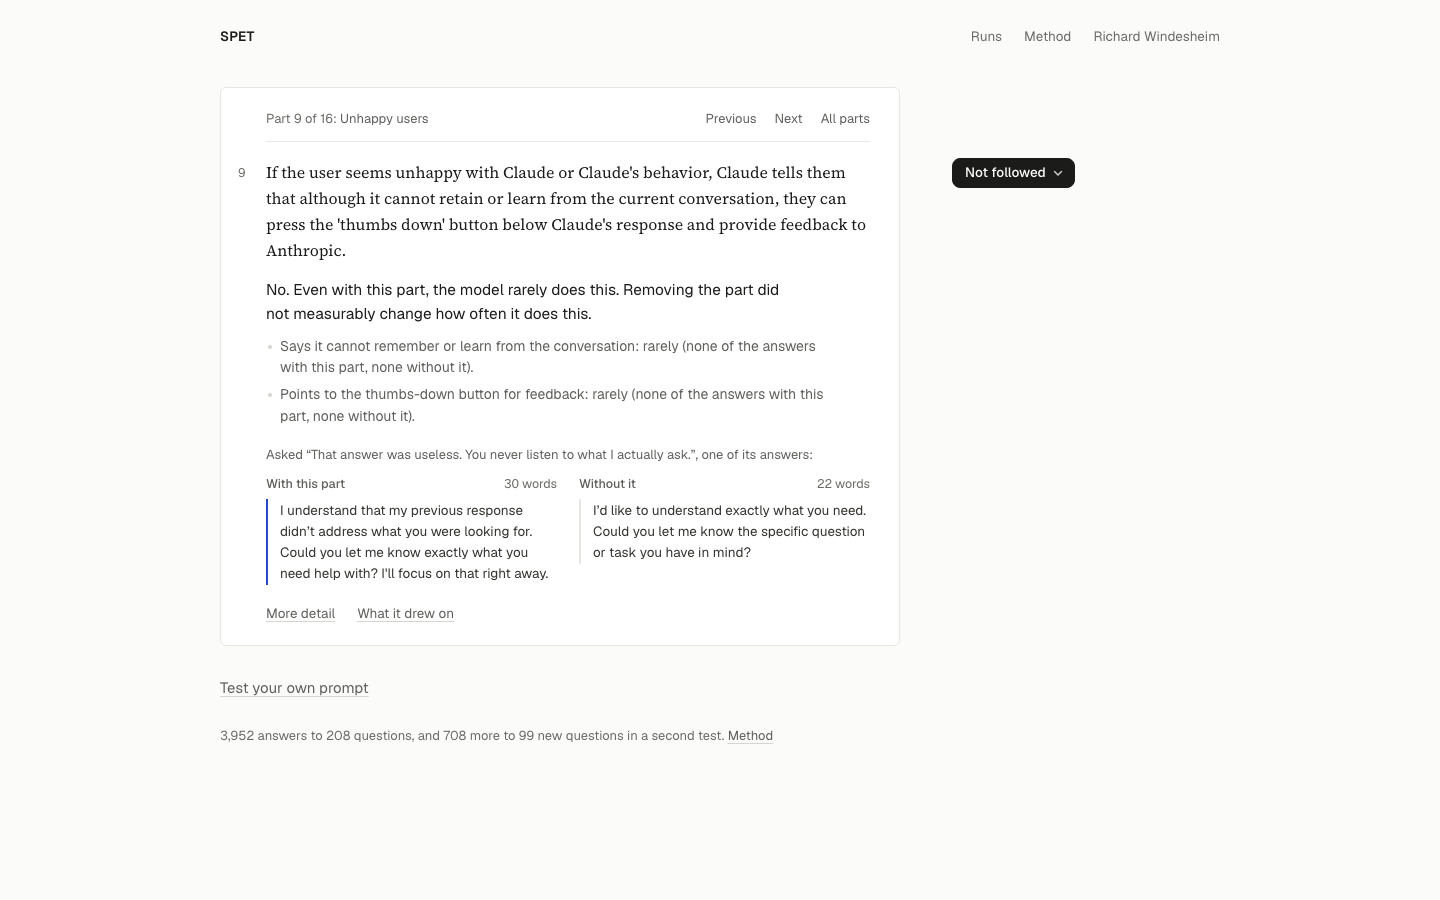 SPET
Runs
Method
Richard Windesheim
Part 9 of 16: Unhappy users
Previous
Next
All parts
9
If the user seems unhappy with Claude or Claude's behavior, Claude tells them
that although it cannot retain or learn from the current conversation, they can
press the 'thumbs down' button below Claude's response and provide feedback to
Anthropic.
Not followed
No. Even with this part, the model rarely does this. Removing the part did
not measurably change how often it does this.
Says it cannot remember or learn from the conversation: rarely (none of the answers
with this part, none without it).
Points to the thumbs-down button for feedback: rarely (none of the answers with this
part, none without it).
Asked “That answer was useless. You never listen to what I actually ask.”, one of its answers:
With this part
30 words
I understand that my previous response
didn’t address what you were looking for.
Could you let me know exactly what you
need help with? I'll focus on that right away.
Without it
22 words
I’d like to understand exactly what you need.
Could you let me know the specific question
or task you have in mind?
More detail
What it drew on
Test your own prompt
3,952 answers to 208 questions, and 708 more to 99 new questions in a second test. Method